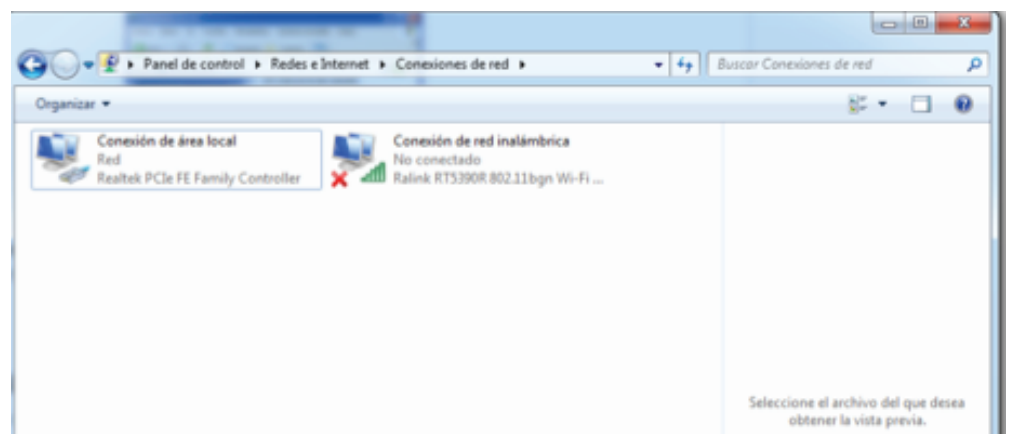 Panel de control ▸ Redes e Internet ▸ Conexiones de red ▸
Buscar Conexiones de red
Organizar
Conexión de área local
Red
Realtek PCIe FE Family Controller
Conexión de red inalámbrica
No conectado
Ralink RT5390R 802.11bgn Wi-Fi ...
Seleccione el archivo del que desea
obtener la vista previa.